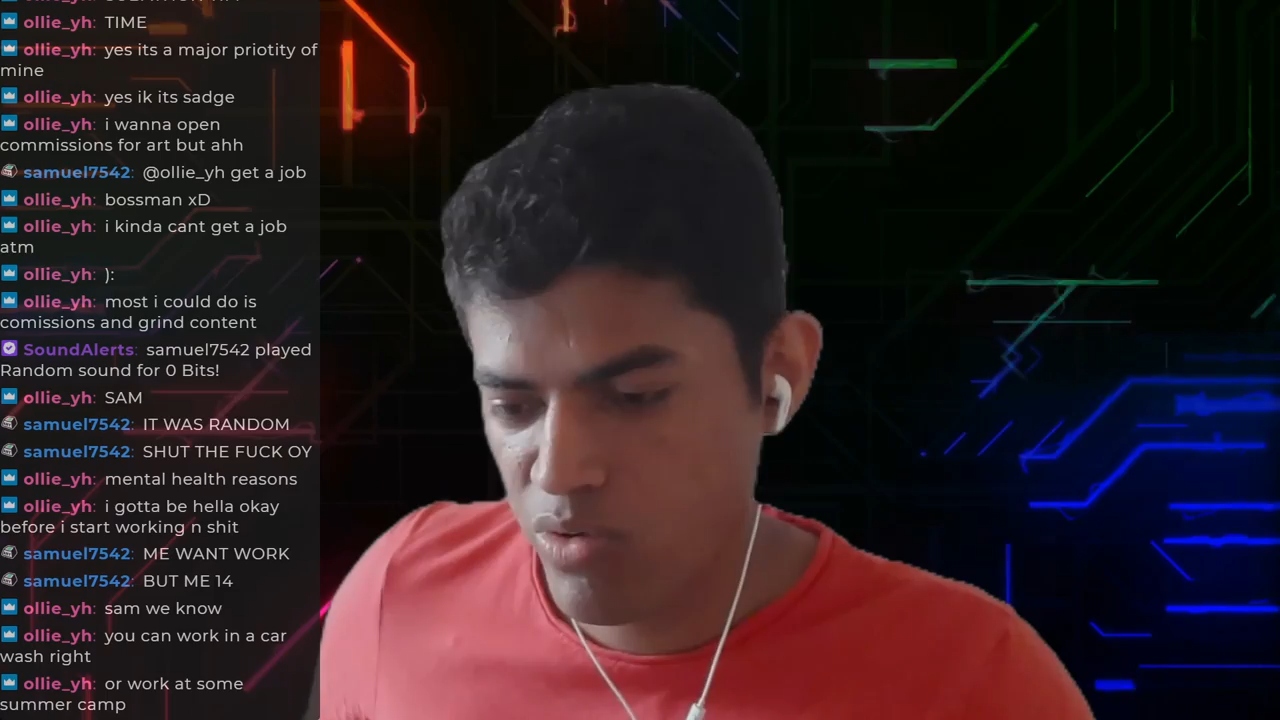 ollie_yh: TIME
ollie_yh: yes its a major priotity of
mine
ollie_yh: yes ik its sadge
ollie_yh: i wanna open
commissions for art but ahh
samuel7542: @ollie_yh get a job
ollie_yh: bossman xD
ollie_yh: i kinda cant get a job
atm
ollie_yh: ):
ollie_yh: most i could do is
comissions and grind content
SoundAlerts: samuel7542 played
Random sound for 0 Bits!
ollie_yh: SAM
samuel7542: IT WAS RANDOM
samuel7542: SHUT THE FUCK OY
ollie_yh: mental health reasons
ollie_yh: i gotta be hella okay
before i start working n shit
samuel7542: ME WANT WORK
samuel7542: BUT ME 14
ollie_yh: sam we know
ollie_yh: you can work in a car
wash right
ollie_yh: or work at some
summer camp